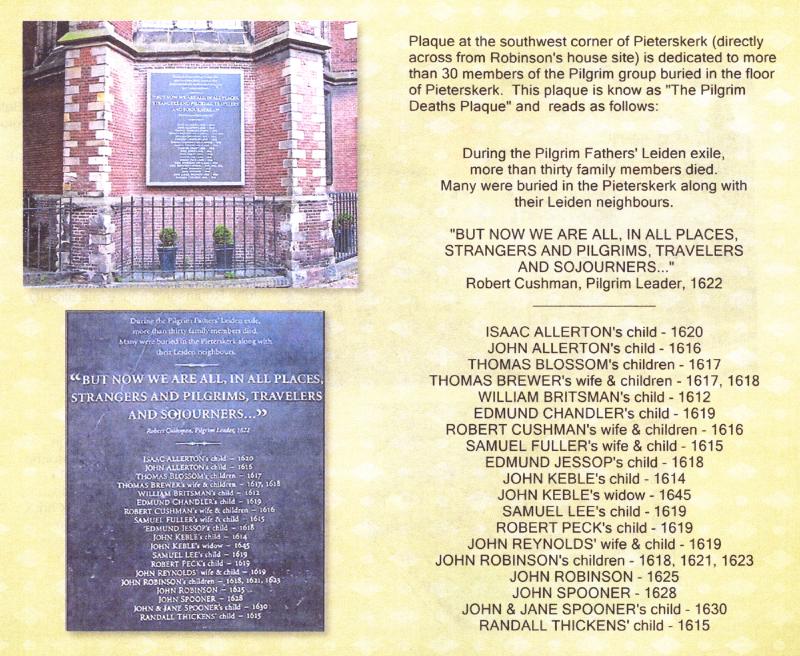 “BUT NOW WE ARE ALL, IN ALL PLACES,
STRANGERS AND PILGRIMS, TRAVELERS
AND SOJOURNERS...”
Plaque at the southwest corner of Pieterskerk (directly
across from Robinson's house site) is dedicated to more
than 30 members of the Pilgrim group buried in the floor
of Pieterskerk. This plaque is know as "The Pilgrim
Deaths Plaque" and reads as follows:
During the Pilgrim Fathers' Leiden exile,
more than thirty family members died.
Many were buried in the Pieterskerk along with
their Leiden neighbours.
"BUT NOW WE ARE ALL, IN ALL PLACES,
STRANGERS AND PILGRIMS, TRAVELERS
AND SOJOURNERS..."
Robert Cushman, Pilgrim Leader, 1622
ISAAC ALLERTON's child - 1620
JOHN ALLERTON's child - 1616
THOMAS BLOSSOM's children - 1617
THOMAS BREWER's wife & children - 1617, 1618
WILLIAM BRITSMAN's child - 1612
EDMUND CHANDLER's child - 1619
ROBERT CUSHMAN's wife & children - 1616
SAMUEL FULLER's wife & child - 1615
EDMUND JESSOP's child - 1618
JOHN KEBLE's child - 1614
JOHN KEBLE's widow - 1645
SAMUEL LEE's child - 1619
ROBERT PECK's child - 1619
JOHN REYNOLDS' wife & child - 1619
JOHN ROBINSON's children - 1618, 1621, 1623
JOHN ROBINSON - 1625
JOHN SPOONER - 1628
JOHN & JANE SPOONER's child - 1630
RANDALL THICKENS' child - 1615
During the Pilgrim Fathers' Leiden exile,
more than thirty family members died.
Many were buried in the Pieterskerk along with
their Leiden neighbours.
“BUT NOW WE ARE ALL, IN ALL PLACES,
STRANGERS AND PILGRIMS, TRAVELERS
AND SOJOURNERS...”
Robert Cushman, Pilgrim Leader, 1622
ISAAC ALLERTON's child – 1620
JOHN ALLERTON's child – 1616
THOMAS BLOSSOM's children – 1617
THOMAS BREWER's wife & children – 1617, 1618
WILLIAM BRITSMAN's child – 1612
EDMUND CHANDLER's child – 1619
ROBERT CUSHMAN's wife & children – 1616
SAMUEL FULLER's wife & child – 1615
EDMUND JESSOP's child – 1618
JOHN KEBLE's child – 1614
JOHN KEBLE's widow – 1645
SAMUEL LEE's child – 1619
ROBERT PECK's child – 1619
JOHN REYNOLDS' wife & child – 1619
JOHN ROBINSON's children – 1618, 1621, 1623
JOHN ROBINSON – 1625
JOHN SPOONER – 1628
JOHN & JANE SPOONER's child – 1630
RANDALL THICKENS' child – 1615